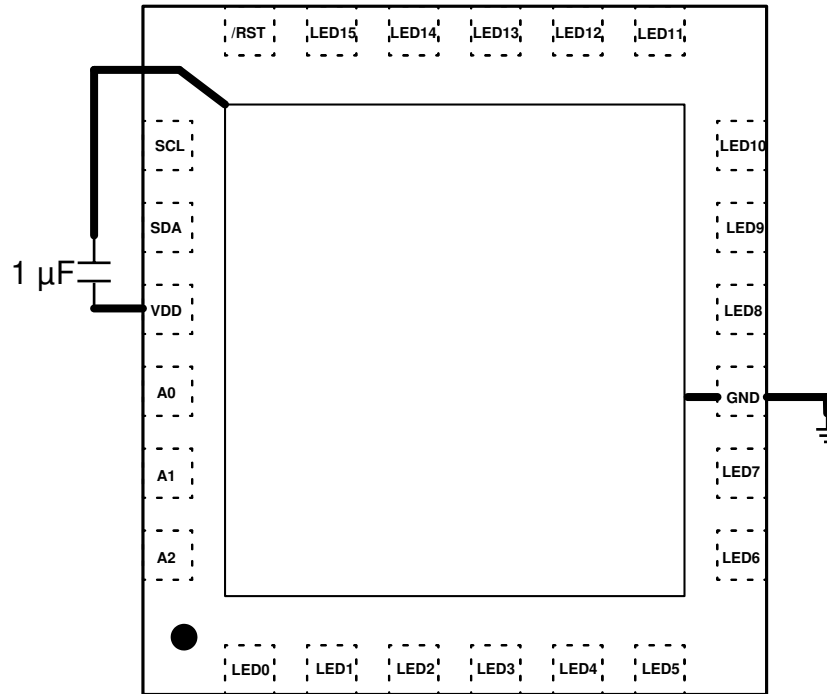 /RST LED15 LED14 LED13 LED12 LED11
SCL LED10
SDA LED9
1 µF
VDD LED8
A0 GND
A1 LED7
A2 LED6
LED0 LED1 LED2 LED3 LED4 LED5